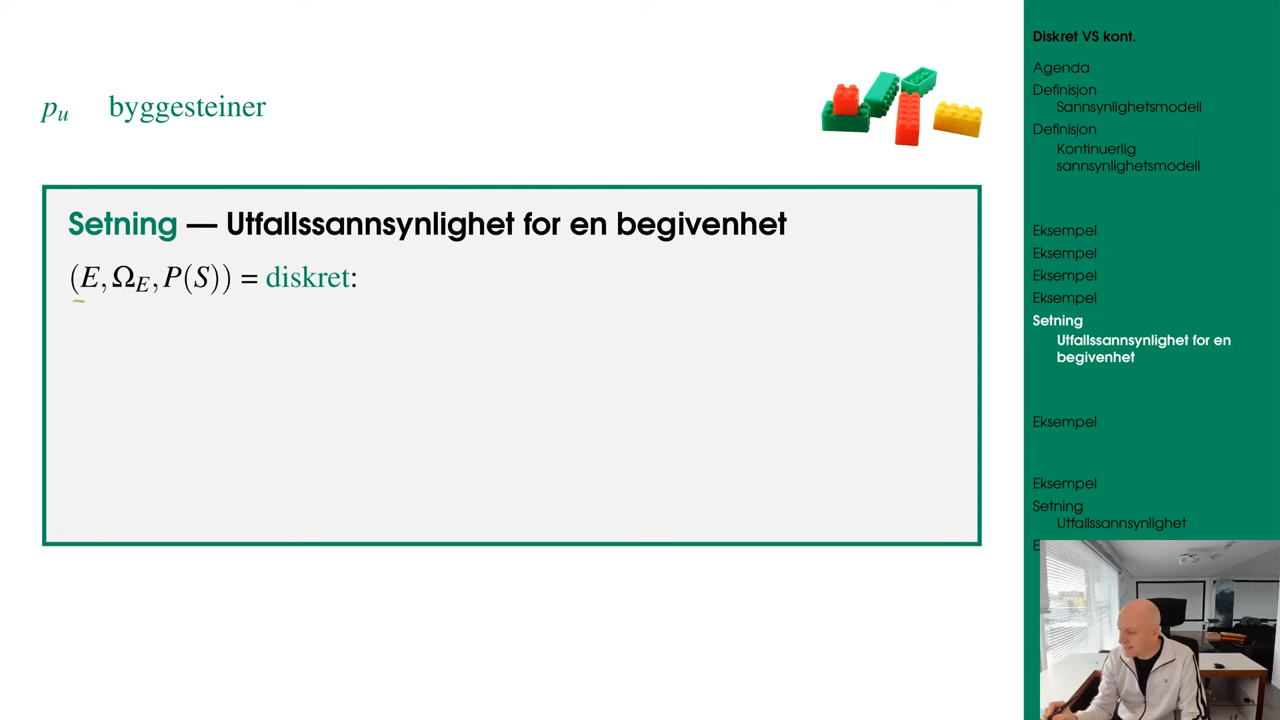 p_u byggesteiner
Setning — Utfallssannsynlighet for en begivenhet
(E, Ω_E, P(S)) = diskret:
Diskret VS kont.
Agenda
Definisjon
Sannsynlighetsmodell
Definisjon
Kontinuerlig
sannsynlighetsmodell
Eksempel
Eksempel
Eksempel
Eksempel
Setning
Utfallssannsynlighet for en
begivenhet
Eksempel
Eksempel
Setning
Utfallssannsynlighet